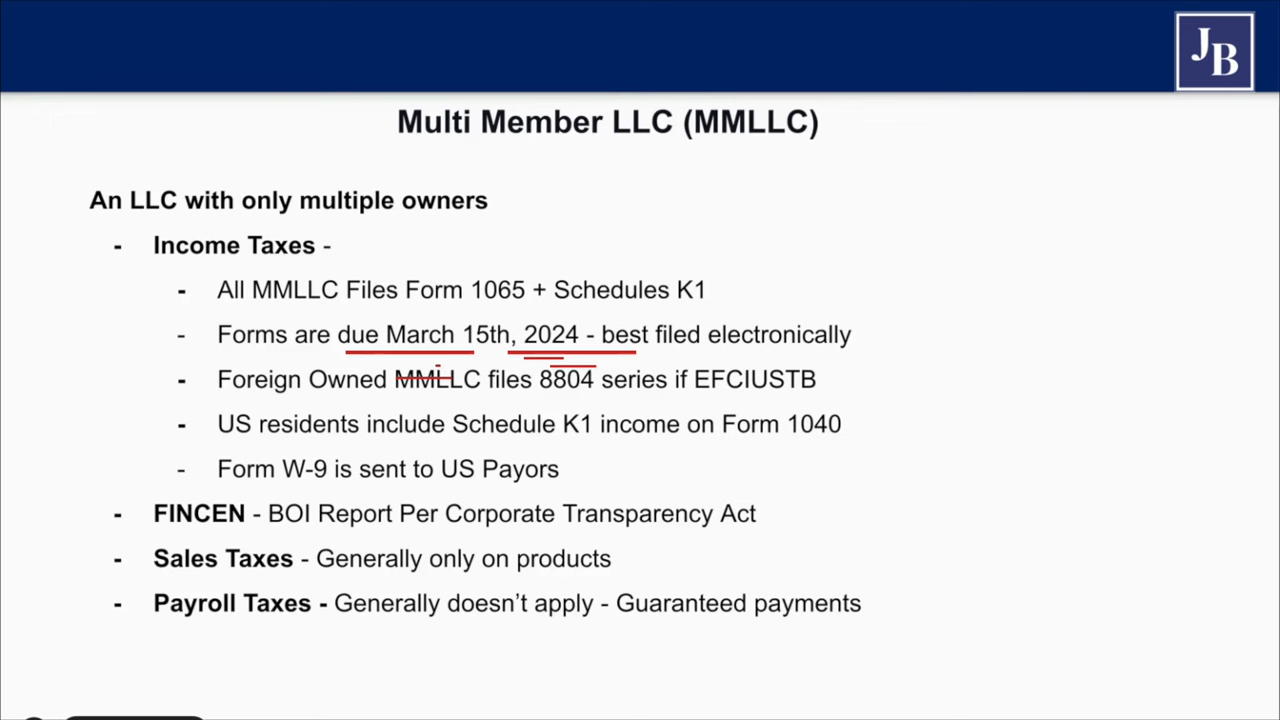 JB
Multi Member LLC (MMLLC)
An LLC with only multiple owners
- Income Taxes -
- All MMLLC Files Form 1065 + Schedules K1
- Forms are due March 15th, 2024 - best filed electronically
- Foreign Owned MMLLC files 8804 series if EFCIUSTB
- US residents include Schedule K1 income on Form 1040
- Form W-9 is sent to US Payors
- FINCEN - BOI Report Per Corporate Transparency Act
- Sales Taxes - Generally only on products
- Payroll Taxes - Generally doesn’t apply - Guaranteed payments